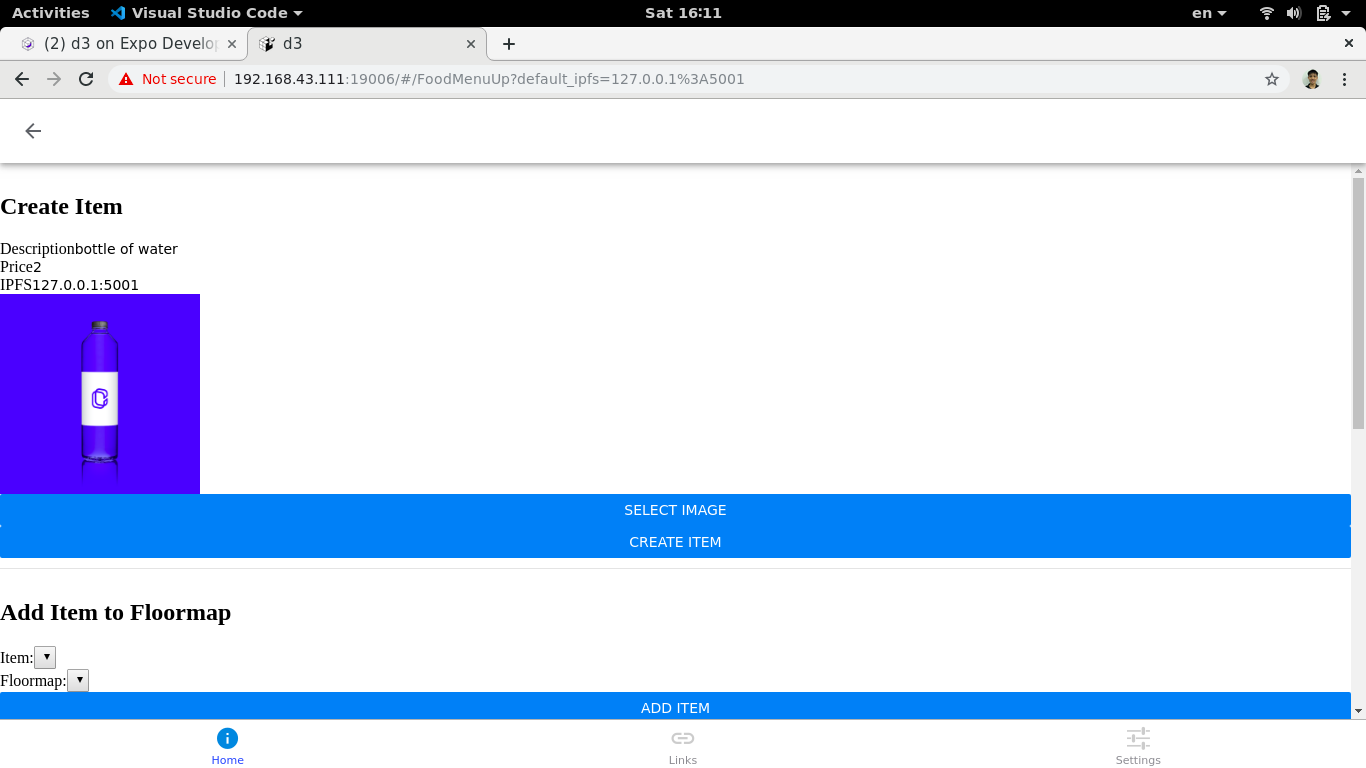 Activities Visual Studio Code Sat 16:11 en
(2) d3 on Expo Develo d3
Not secure 192.168.43.111:19006/#/FoodMenuUp?default_ipfs=127.0.0.1%3A5001
Create Item
Descriptionbottle of water
Price2
IPFS127.0.0.1:5001
SELECT IMAGE
CREATE ITEM
Add Item to Floormap
Item:
Floormap:
ADD ITEM
Home Links Settings